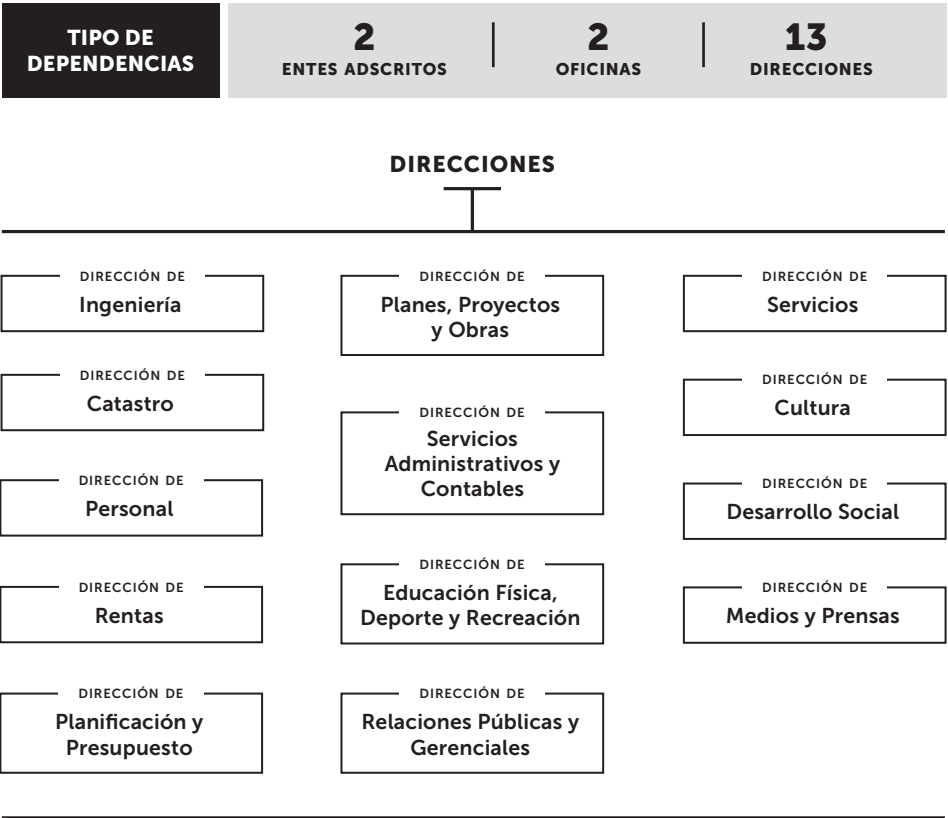 TIPO DE
DEPENDENCIAS
2
ENTES ADSCRITOS
2
OFICINAS
13
DIRECCIONES
DIRECCIONES
DIRECCIÓN DE
Ingeniería
DIRECCIÓN DE
Catastro
DIRECCIÓN DE
Personal
DIRECCIÓN DE
Rentas
DIRECCIÓN DE
Planificación y
Presupuesto
DIRECCIÓN DE
Planes, Proyectos
y Obras
DIRECCIÓN DE
Servicios
Administrativos y
Contables
DIRECCIÓN DE
Educación Física,
Deporte y Recreación
DIRECCIÓN DE
Relaciones Públicas y
Gerenciales
DIRECCIÓN DE
Servicios
DIRECCIÓN DE
Cultura
DIRECCIÓN DE
Desarrollo Social
DIRECCIÓN DE
Medios y Prensas